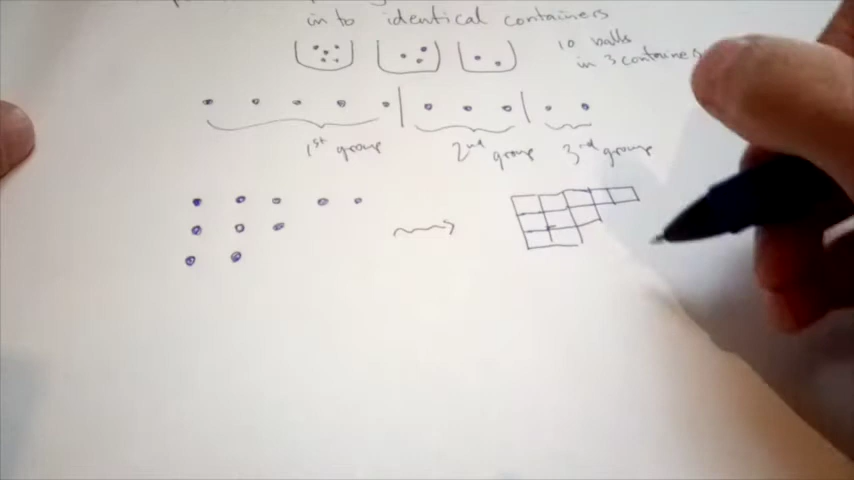 in to identical containers
10 balls
in 3 containers
1st group
2nd group
3rd group